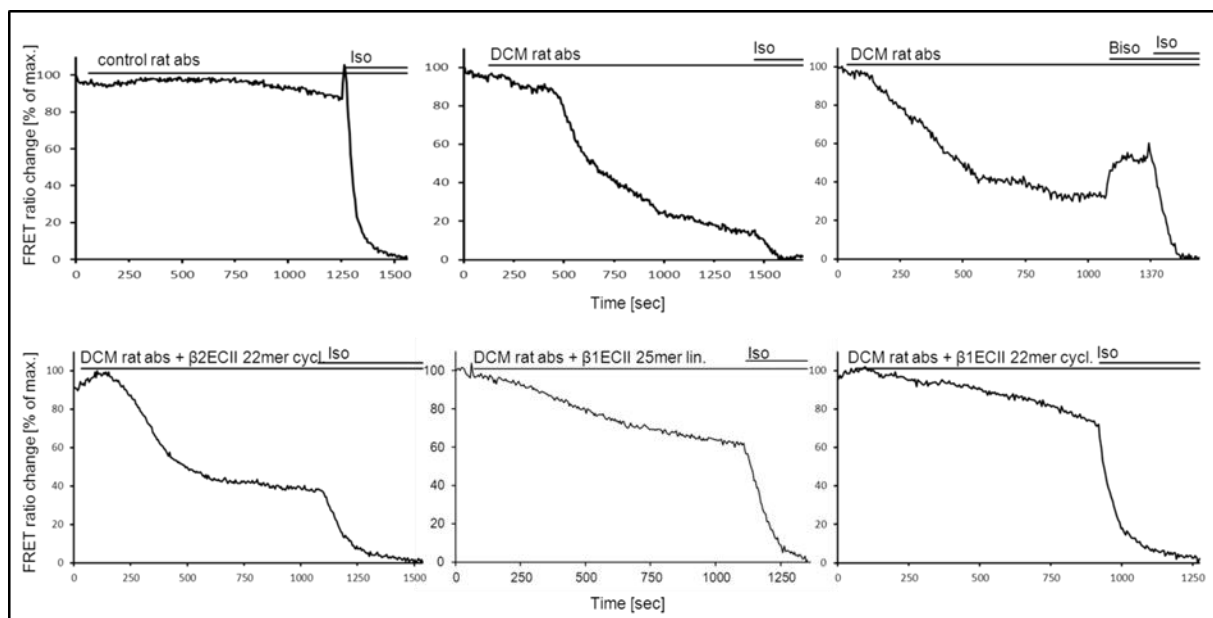 control rat abs
Iso
DCM rat abs
Iso
DCM rat abs
Biso
Iso
FRET ratio change [% of max.]
100
80
60
40
20
0
0 250 500 750 1000 1250 1500
100
80
60
40
20
0
0 250 500 750 1000 1250 1500
100
80
60
40
20
0
0 250 500 750 1000 1370
Time [sec]
DCM rat abs + β2ECII 22mer cycl.
Iso
DCM rat abs + β1ECII 25mer lin.
Iso
DCM rat abs + β1ECII 22mer cycl.
Iso
FRET ratio change [% of max.]
100
80
60
40
20
0
0 250 500 750 1000 1250 1500
100
80
60
40
20
0
0 250 500 750 1000 1250
100
80
60
40
20
0
0 250 500 750 1000 1250
Time [sec]